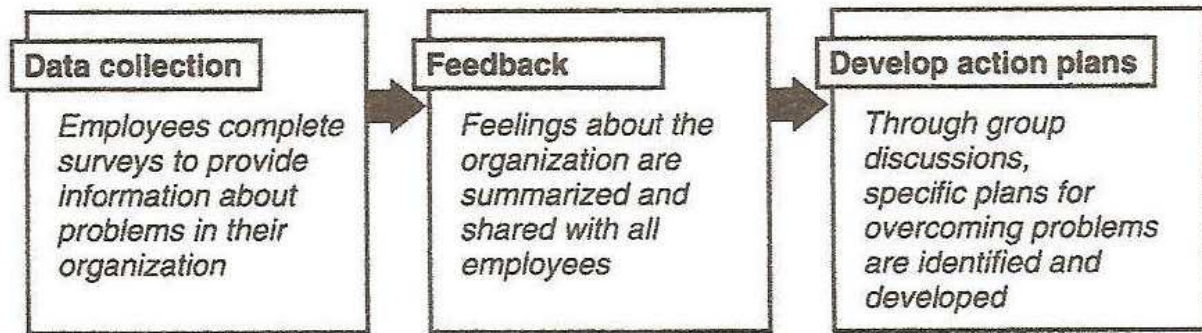 Data collection
Employees complete
surveys to provide
information about
problems in their
organization
Feedback
Feelings about the
organization are
summarized and
shared with all
employees
Develop action plans
Through group
discussions,
specific plans for
overcoming problems
are identified and
developed